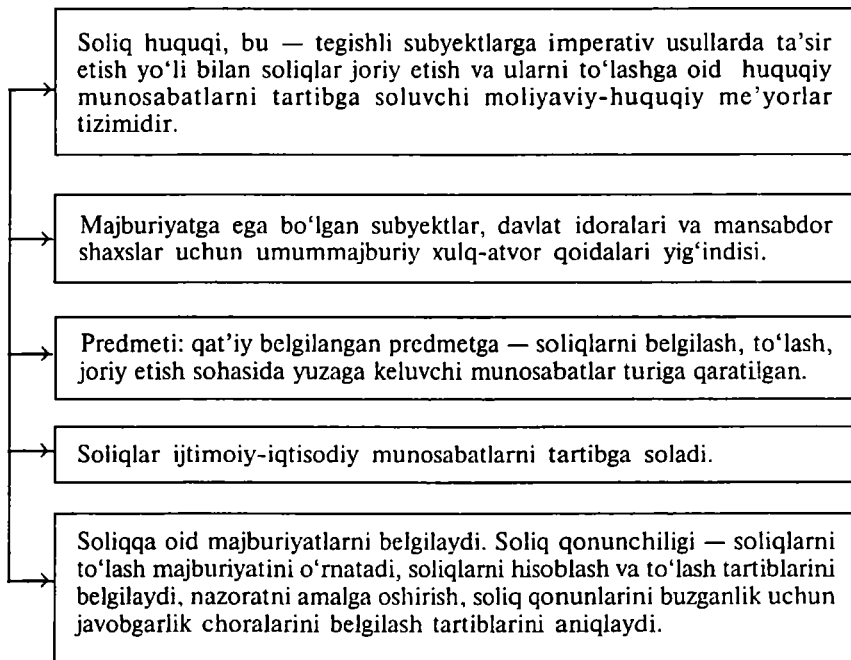 Soliq huquqi, bu — tegishli subyektlarga imperativ usullarda ta'sir
etish yo‘li bilan soliqlar joriy etish va ularni to‘lashga oid huquqiy
munosabatlarni tartibga soluvchi moliyaviy-huquqiy me’yorlar
tizimidir.
Majburiyatga ega bo‘lgan subyektlar, davlat idoralari va mansabdor
shaxslar uchun umummajburiy xulq-atvor qoidalari yig‘indisi.
Predmeti: qat’iy belgilangan predmetga — soliqlarni belgilash, to‘lash,
joriy etish sohasida yuzaga keluvchi munosabatlar turiga qaratilgan.
Soliqlar ijtimoiy-iqtisodiy munosabatlarni tartibga soladi.
Soliqqa oid majburiyatlarni belgilaydi. Soliq qonunchiligi — soliqlarni
to‘lash majburiyatini o‘rnatadi, soliqlarni hisoblash va to‘lash tartiblarini
belgilaydi, nazoratni amalga oshirish, soliq qonunlarini buzganlik uchun
javobgarlik choralarini belgilash tartiblarini aniqlaydi.